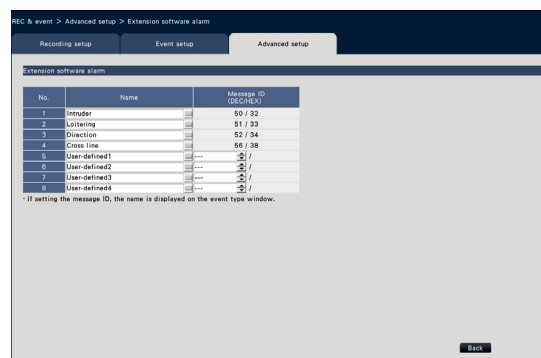 REC & event > Advanced setup > Extension software alarm
Recording setup Event setup Advanced setup
Extension software alarm
No. Name Message ID
(DEC/HEX)
1 Intruder 50 / 32
2 Loitering 51 / 33
3 Direction 52 / 34
4 Cross line 56 / 38
5 User-defined1 --- /
6 User-defined2 --- /
7 User-defined3 --- /
8 User-defined4 --- /
· If setting the message ID, the name is displayed on the event type window.
Back